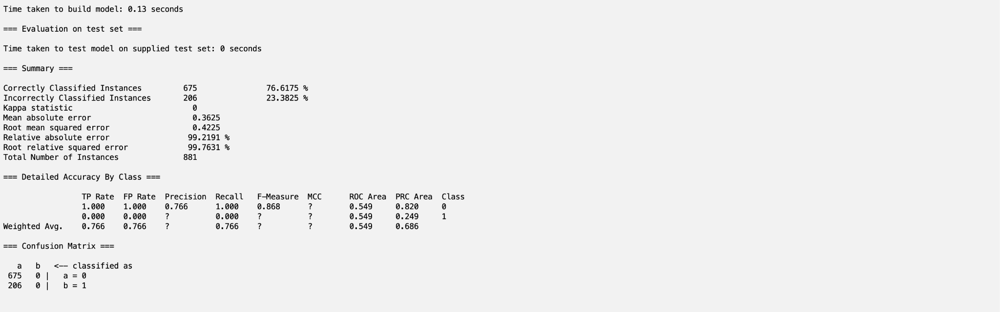 Time taken to build model: 0.13 seconds
=== Evaluation on test set ===
Time taken to test model on supplied test set: 0 seconds
=== Summary ===
Correctly Classified Instances         675               76.6175 %
Incorrectly Classified Instances       206               23.3825 %
Kappa statistic                          0
Mean absolute error                      0.3625
Root mean squared error                  0.4225
Relative absolute error                 99.2191 %
Root relative squared error             99.7631 %
Total Number of Instances              881
=== Detailed Accuracy By Class ===
                 TP Rate  FP Rate  Precision  Recall   F-Measure  MCC      ROC Area  PRC Area  Class
                 1.000    1.000    0.766      1.000    0.868      ?        0.549     0.820     0
                 0.000    0.000    ?          0.000    ?          ?        0.549     0.249     1
Weighted Avg.    0.766    0.766    ?          0.766    ?          ?        0.549     0.686
=== Confusion Matrix ===
   a   b   <-- classified as
 675   0 |   a = 0
 206   0 |   b = 1